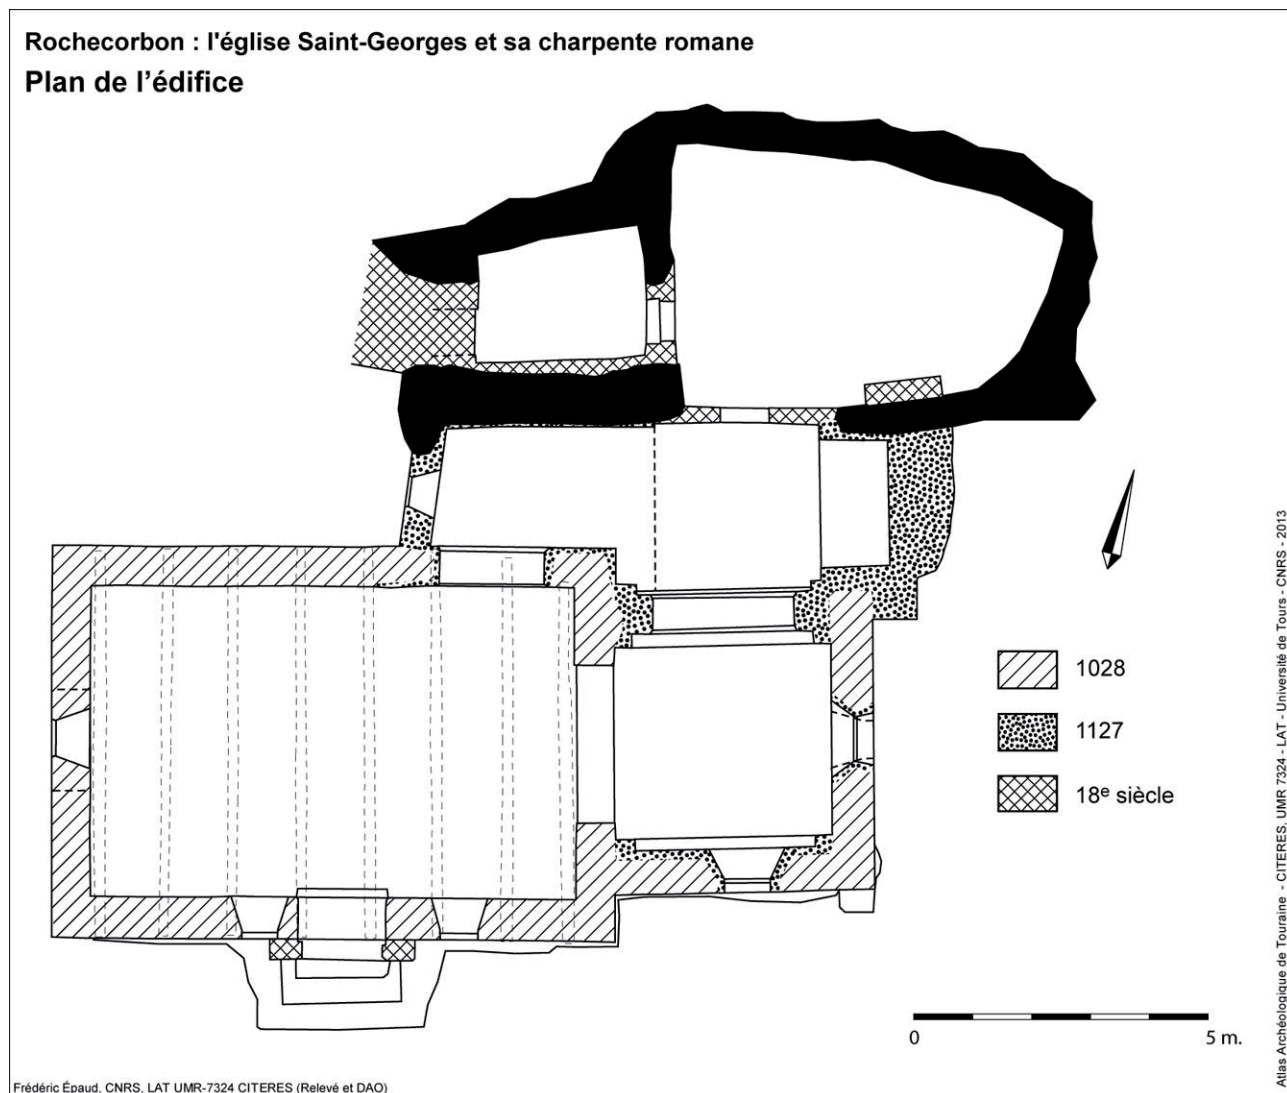 Rochecorbon : l'église Saint-Georges et sa charpente romane
Plan de l’édifice
1028
1127
18e siècle
0 5 m.
Frédéric Épaud, CNRS, LAT UMR-7324 CITERES (Relevé et DAO)
Atlas Archéologique de Touraine - CITERES, UMR 7324 - LAT - Université de Tours - CNRS - 2013